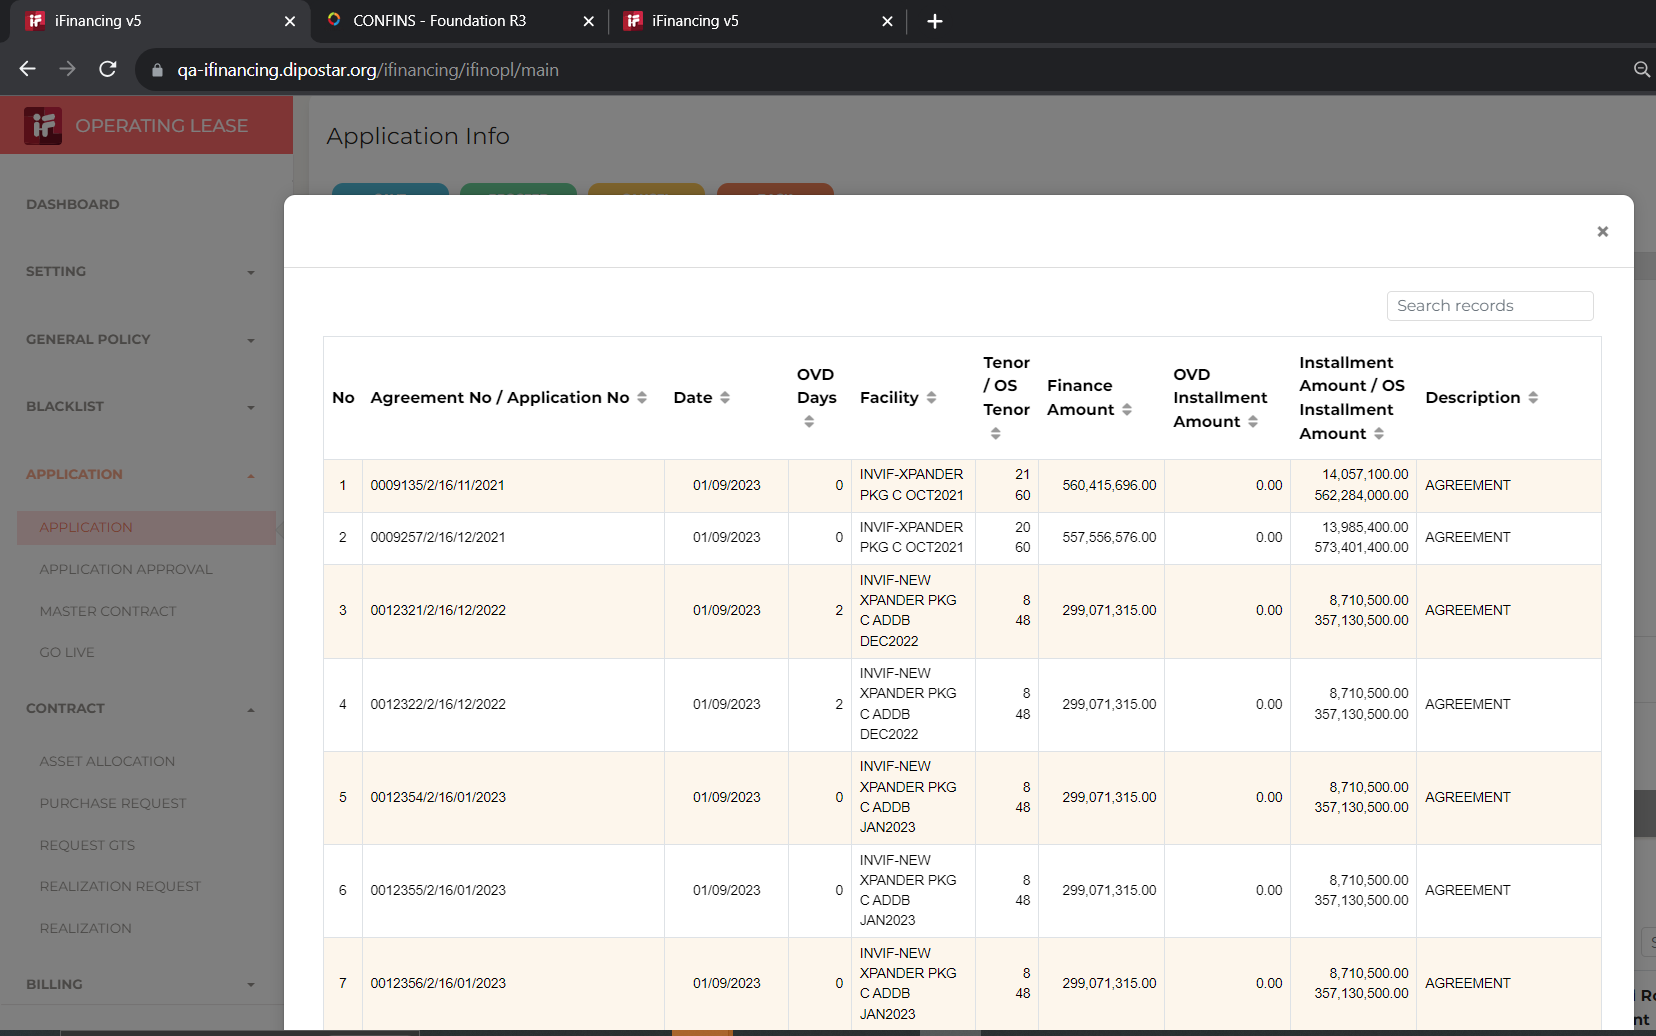 iFinancing v5
CONFINS - Foundation R3
iFinancing v5
qa-ifinancing.dipostar.org/ifinancing/ifinopl/main
iF OPERATING LEASE
Application Info
DASHBOARD
SETTING
GENERAL POLICY
BLACKLIST
APPLICATION
APPLICATION
APPLICATION APPROVAL
MASTER CONTRACT
GO LIVE
CONTRACT
ASSET ALLOCATION
PURCHASE REQUEST
REQUEST GTS
REALIZATION REQUEST
REALIZATION
BILLING
×
Search records
No Agreement No / Application No Date OVD Days Facility Tenor / OS Tenor Finance Amount OVD Installment Amount Installment Amount / OS Installment Amount Description
1 0009135/2/16/11/2021 01/09/2023 0 INVIF-XPANDER PKG C OCT2021 21 60 560,415,696.00 0.00 14,057,100.00 562,284,000.00 AGREEMENT
2 0009257/2/16/12/2021 01/09/2023 0 INVIF-XPANDER PKG C OCT2021 20 60 557,556,576.00 0.00 13,985,400.00 573,401,400.00 AGREEMENT
3 0012321/2/16/12/2022 01/09/2023 2 INVIF-NEW XPANDER PKG C ADDB DEC2022 8 48 299,071,315.00 0.00 8,710,500.00 357,130,500.00 AGREEMENT
4 0012322/2/16/12/2022 01/09/2023 2 INVIF-NEW XPANDER PKG C ADDB DEC2022 8 48 299,071,315.00 0.00 8,710,500.00 357,130,500.00 AGREEMENT
5 0012354/2/16/01/2023 01/09/2023 0 INVIF-NEW XPANDER PKG C ADDB JAN2023 8 48 299,071,315.00 0.00 8,710,500.00 357,130,500.00 AGREEMENT
6 0012355/2/16/01/2023 01/09/2023 0 INVIF-NEW XPANDER PKG C ADDB JAN2023 8 48 299,071,315.00 0.00 8,710,500.00 357,130,500.00 AGREEMENT
7 0012356/2/16/01/2023 01/09/2023 0 INVIF-NEW XPANDER PKG C ADDB JAN2023 8 48 299,071,315.00 0.00 8,710,500.00 357,130,500.00 AGREEMENT